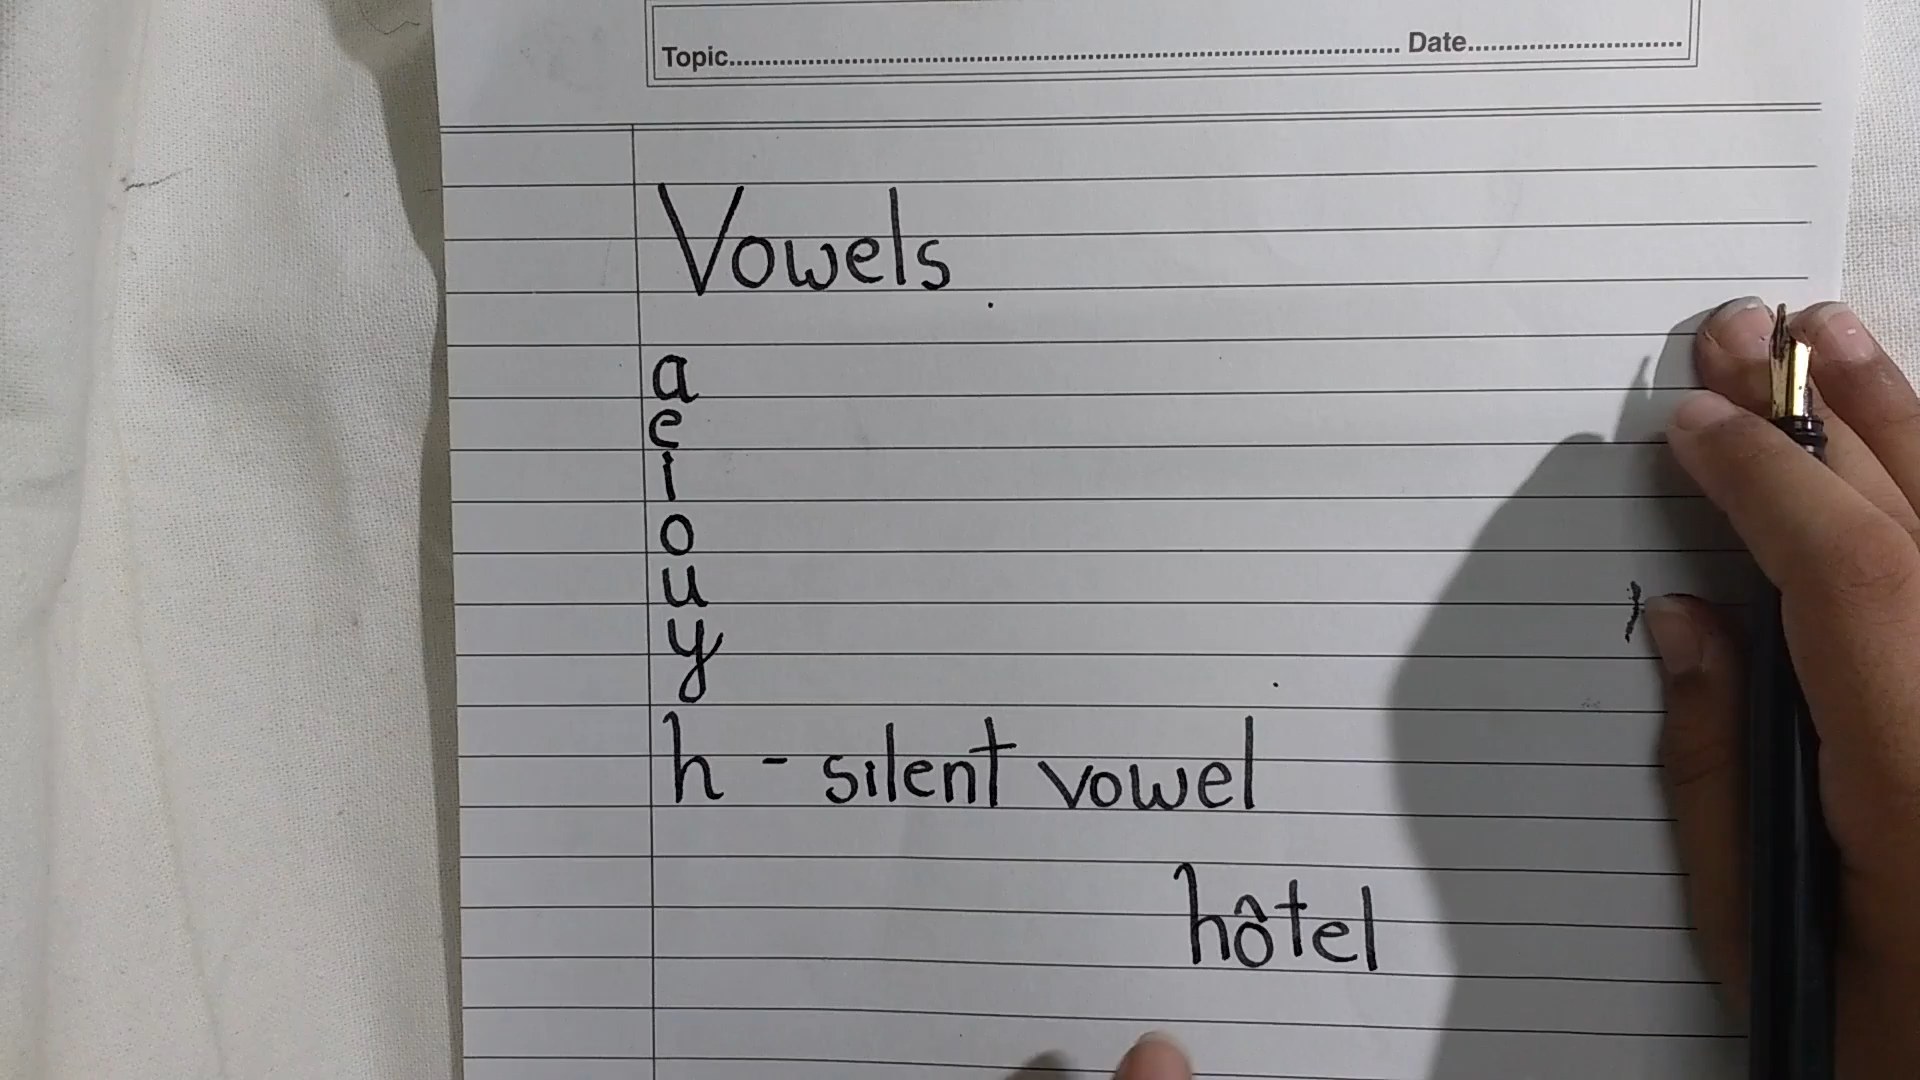 Topic........................................ Date....................
Vowels
a
e
i
o
u
y
h - silent vowel
hôtel